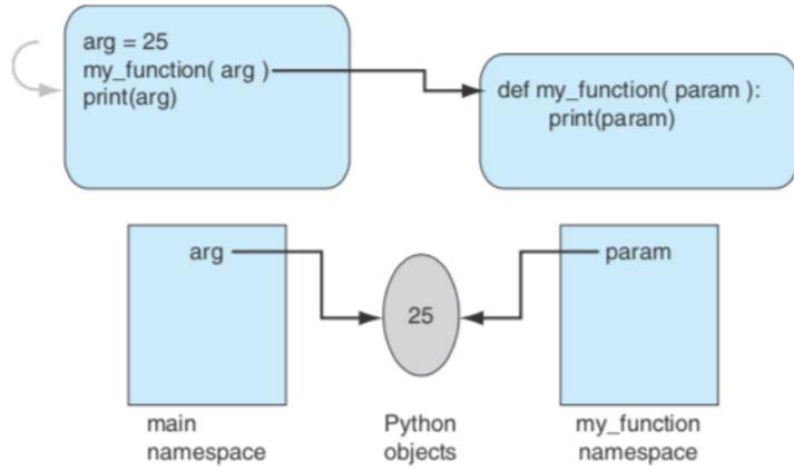 arg = 25
my_function( arg )
print(arg)
def my_function( param ):
print(param)
arg
25
param
main
namespace
Python
objects
my_function
namespace